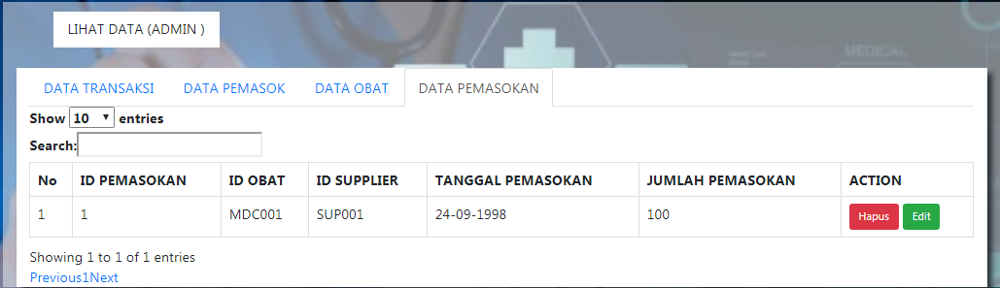 LIHAT DATA (ADMIN )
MEDICAL
DATA TRANSAKSI DATA PEMASOK DATA OBAT DATA PEMASOKAN
Show 10 entries
Search:
No ID PEMASOKAN ID OBAT ID SUPPLIER TANGGAL PEMASOKAN JUMLAH PEMASOKAN ACTION
1 1 MDC001 SUP001 24-09-1998 100 Hapus Edit
Showing 1 to 1 of 1 entries
Previous1Next